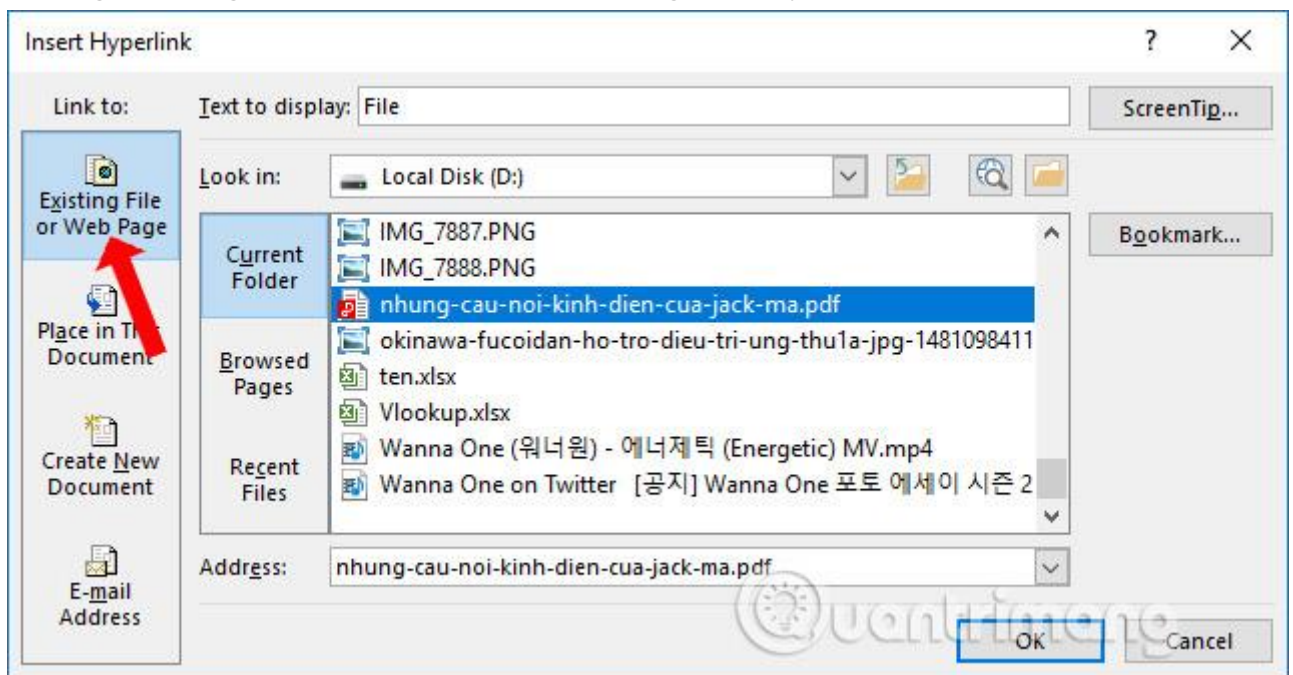 Insert Hyperlink
Link to:
Text to display: File
ScreenTip...
Existing File
or Web Page
Look in: Local Disk (D:)
Bookmark...
Current
Folder
IMG_7887.PNG
IMG_7888.PNG
nhung-cau-noi-kinh-dien-cua-jack-ma.pdf
Place in This
Document
Browsed
Pages
okinawa-fucoidan-ho-tro-dieu-tri-ung-thu1a-jpg-1481098411
ten.xlsx
Vlookup.xlsx
Create New
Document
Recent
Files
Wanna One (워너원) - 에너제틱 (Energetic) MV.mp4
Wanna One on Twitter [공지] Wanna One 포토 에세이 시즌 2
E-mail
Address
Address: nhung-cau-noi-kinh-dien-cua-jack-ma.pdf
Quantrimang
OK Cancel